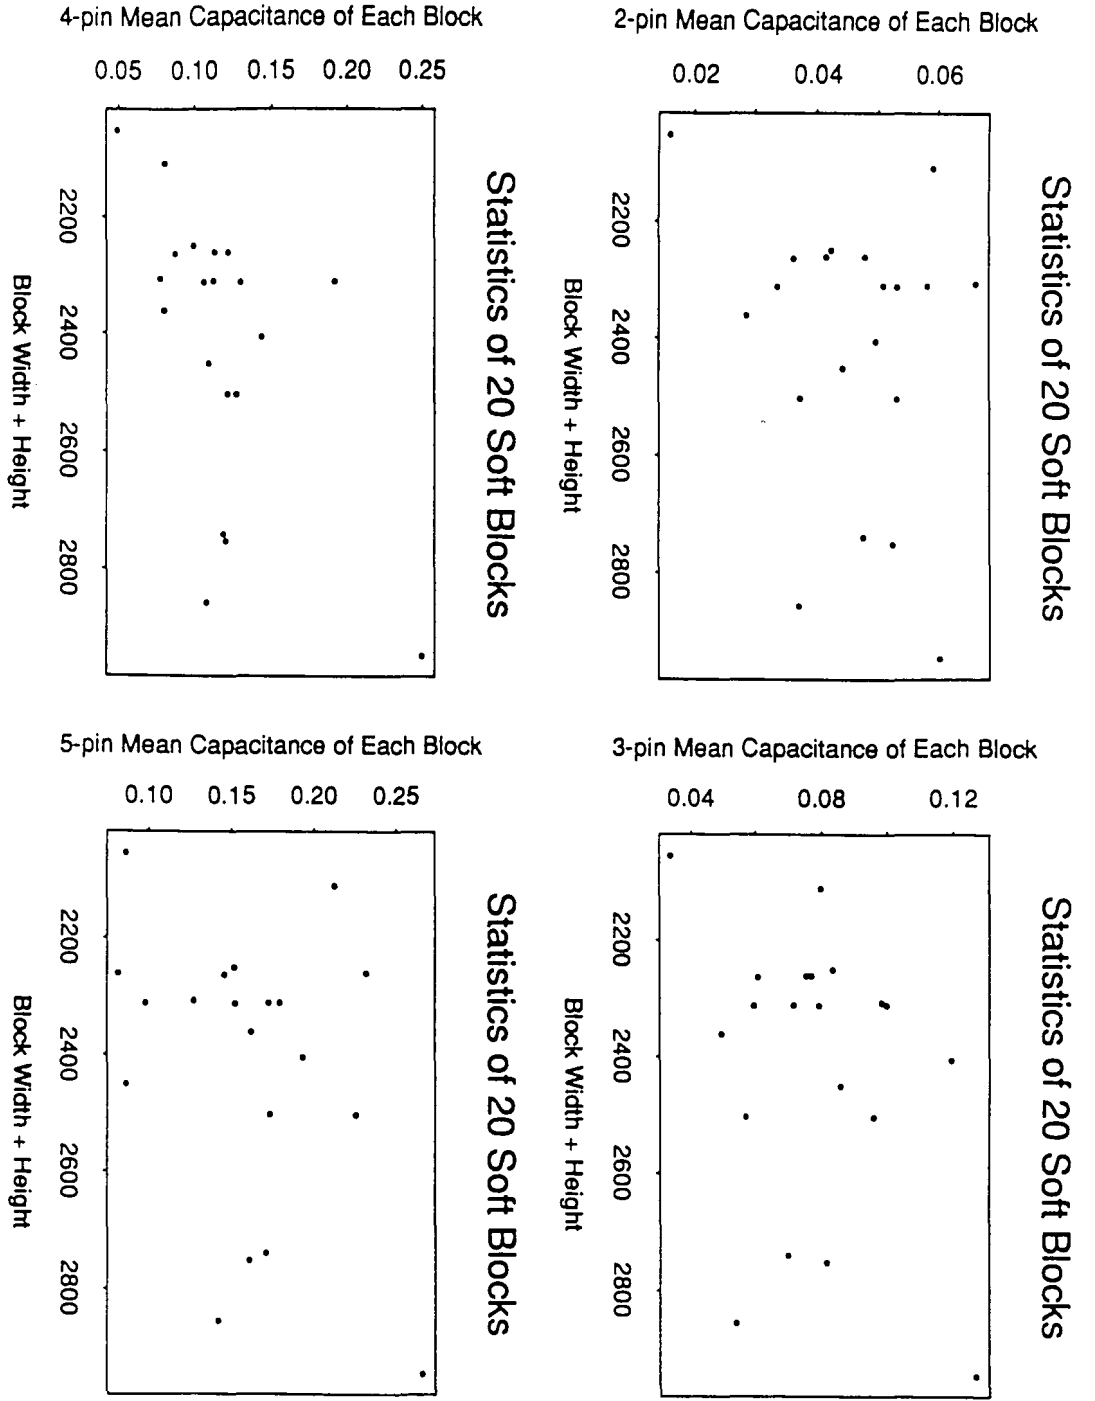 4-pin Mean Capacitance of Each Block
0.05 0.10 0.15 0.20 0.25
Statistics of 20 Soft Blocks
2200 2400 2600 2800
Block Width + Height
2-pin Mean Capacitance of Each Block
0.02 0.04 0.06
Statistics of 20 Soft Blocks
2200 2400 2600 2800
Block Width + Height
5-pin Mean Capacitance of Each Block
0.10 0.15 0.20 0.25
Statistics of 20 Soft Blocks
2200 2400 2600 2800
Block Width + Height
3-pin Mean Capacitance of Each Block
0.04 0.08 0.12
Statistics of 20 Soft Blocks
2200 2400 2600 2800
Block Width + Height